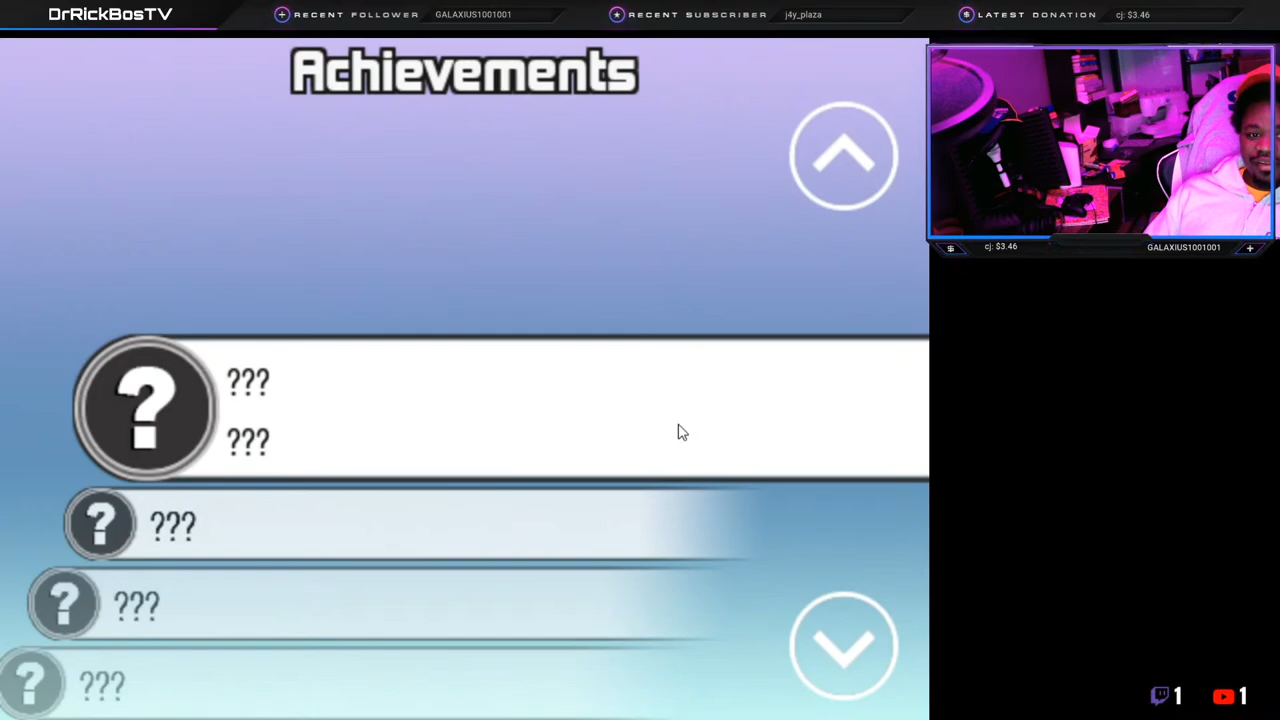 DrRickBosTV
RECENT FOLLOWER GALAXIUS1001001
RECENT SUBSCRIBER j4y_plaza
LATEST DONATION cj: $3.46
Achievements
cj: $3.46
GALAXIUS1001001
???
???
???
???
???
1
1